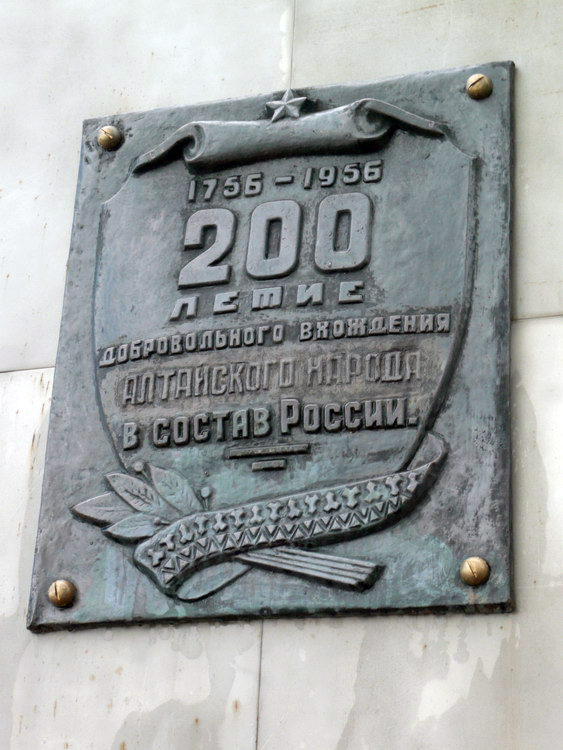 1756 - 1956
200
ЛЕТИЕ
ДОБРОВОЛЬНОГО ВХОЖДЕНИЯ
АЛТАЙСКОГО НАРОДА
В СОСТАВ РОССИИ.